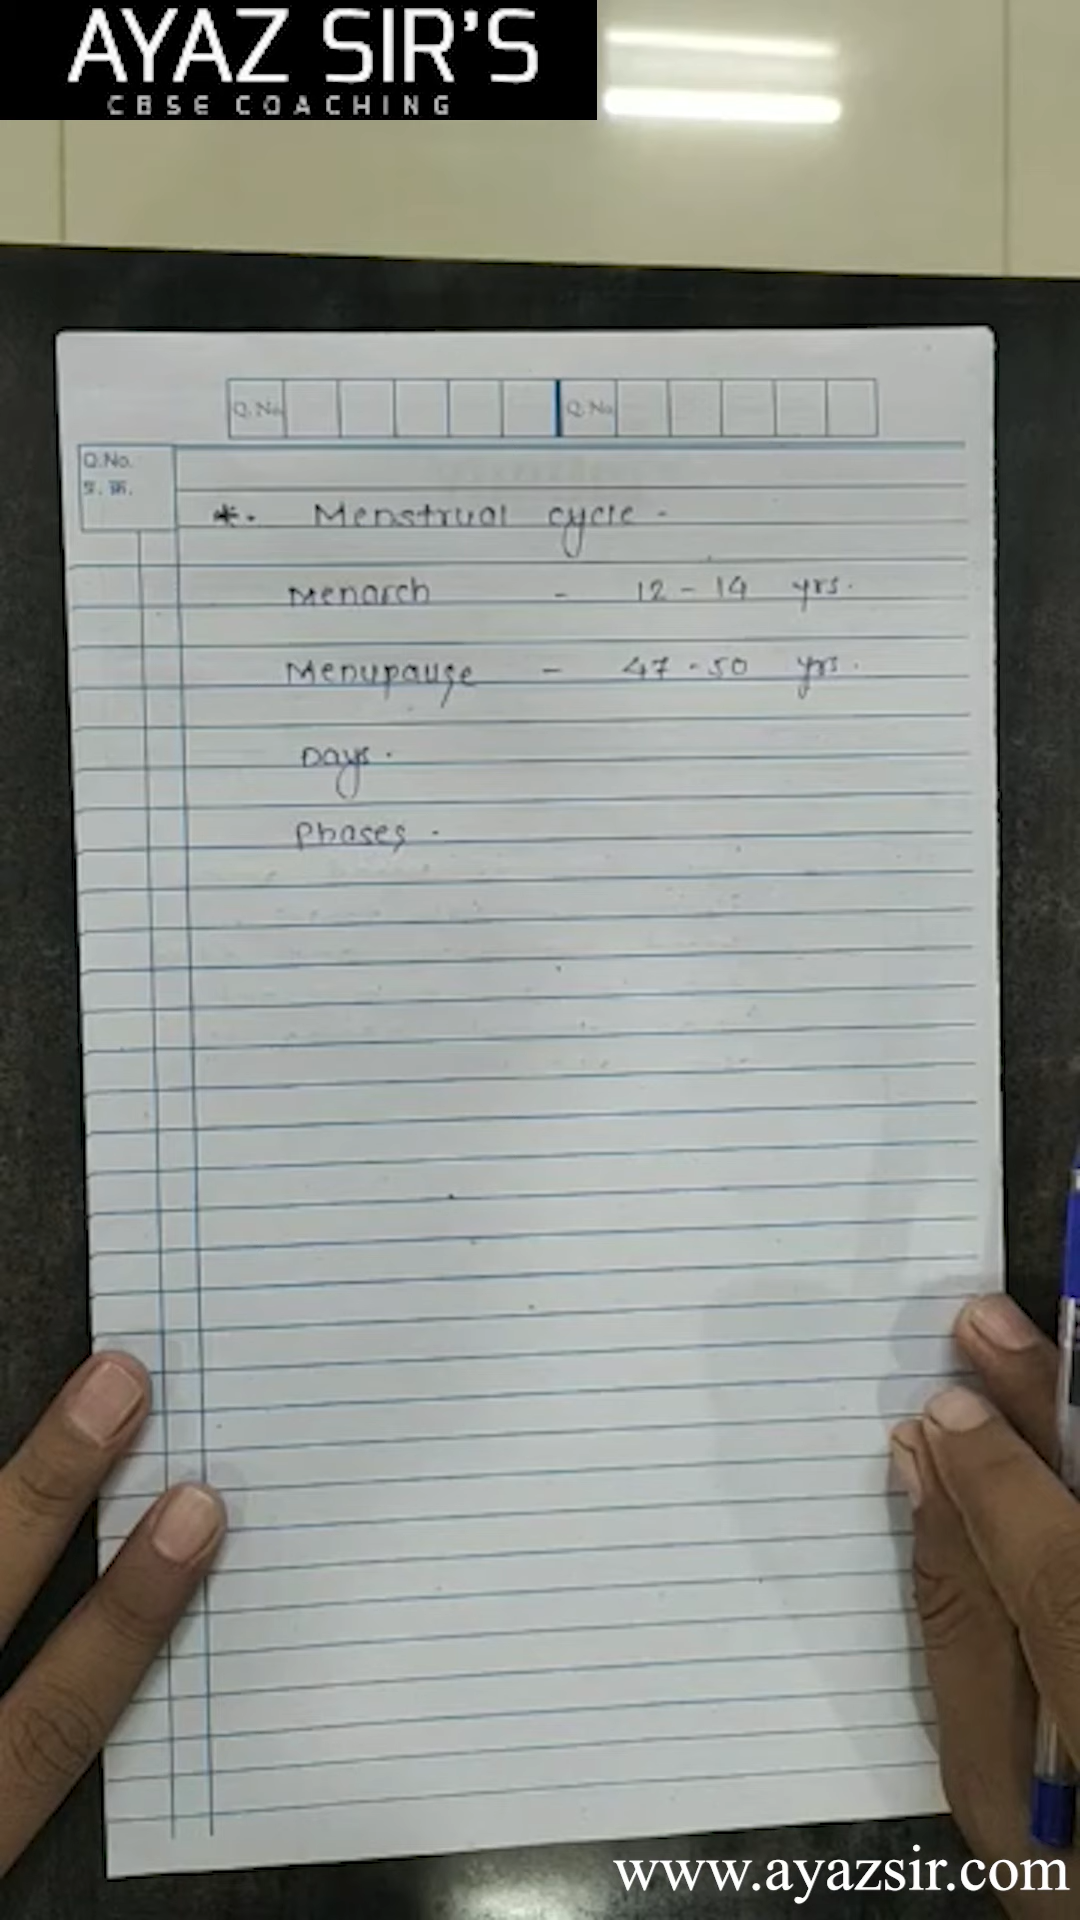 AYAZ SIR'S
CBSE COACHING
Q.No. Q.No.
Q.No.
प्र. क्र.
*. Menstrual cycle.
Menarch - 12 - 14 yrs.
Menupause - 47 - 50 yrs.
Days.
Phases.
www.ayazsir.com